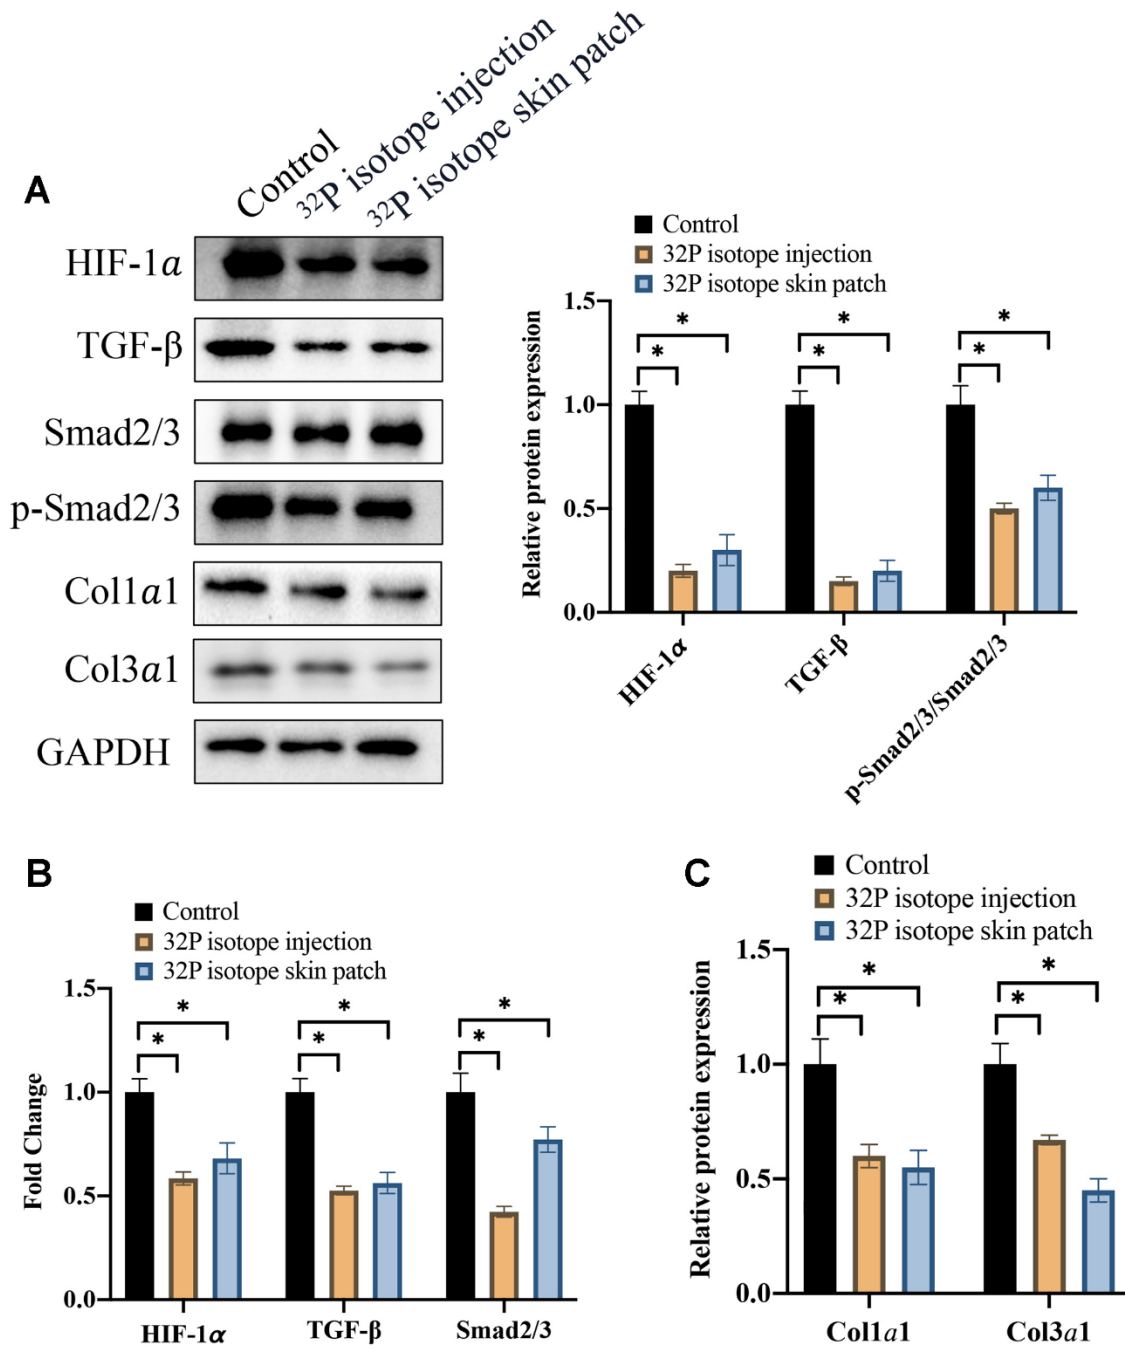 A
Control
³²P isotope injection
³²P isotope skin patch
HIF-1α
TGF-β
Smad2/3
p-Smad2/3
Col1a1
Col3a1
GAPDH
Control
32P isotope injection
32P isotope skin patch
Relative protein expression
1.5
1.0
0.5
0.0
* * * * * *
HIF-1α
TGF-β
p-Smad2/3/Smad2/3
B
Control
32P isotope injection
32P isotope skin patch
Fold Change
1.5
1.0
0.5
0.0
* * * * * *
HIF-1α
TGF-β
Smad2/3
C
Control
32P isotope injection
32P isotope skin patch
Relative protein expression
1.5
1.0
0.5
0.0
* * * *
Col1a1
Col3a1